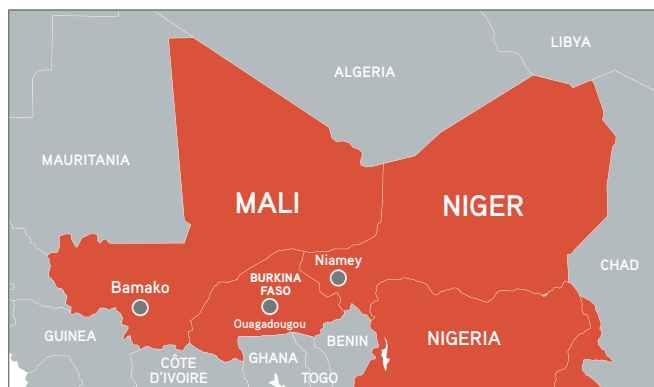 LIBYA
ALGERIA
MAURITANIA
MALI
NIGER
Niamey
CHAD
BURKINA
FASO
Bamako
Ouagadougou
GUINEA
BENIN
NIGERIA
CÔTE
D'IVOIRE
GHANA
TOGO